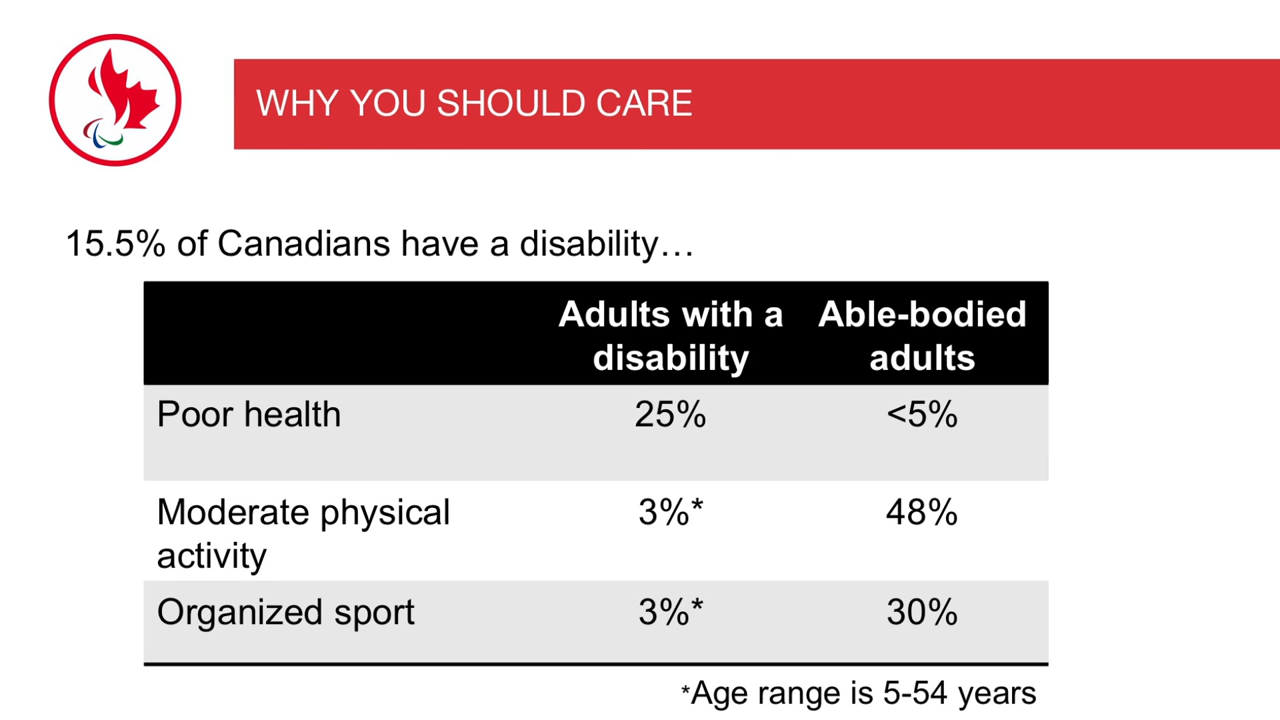 WHY YOU SHOULD CARE
15.5% of Canadians have a disability…
Adults with a disability
Able-bodied adults
Poor health 25% <5%
Moderate physical activity 3%* 48%
Organized sport 3%* 30%
*Age range is 5-54 years